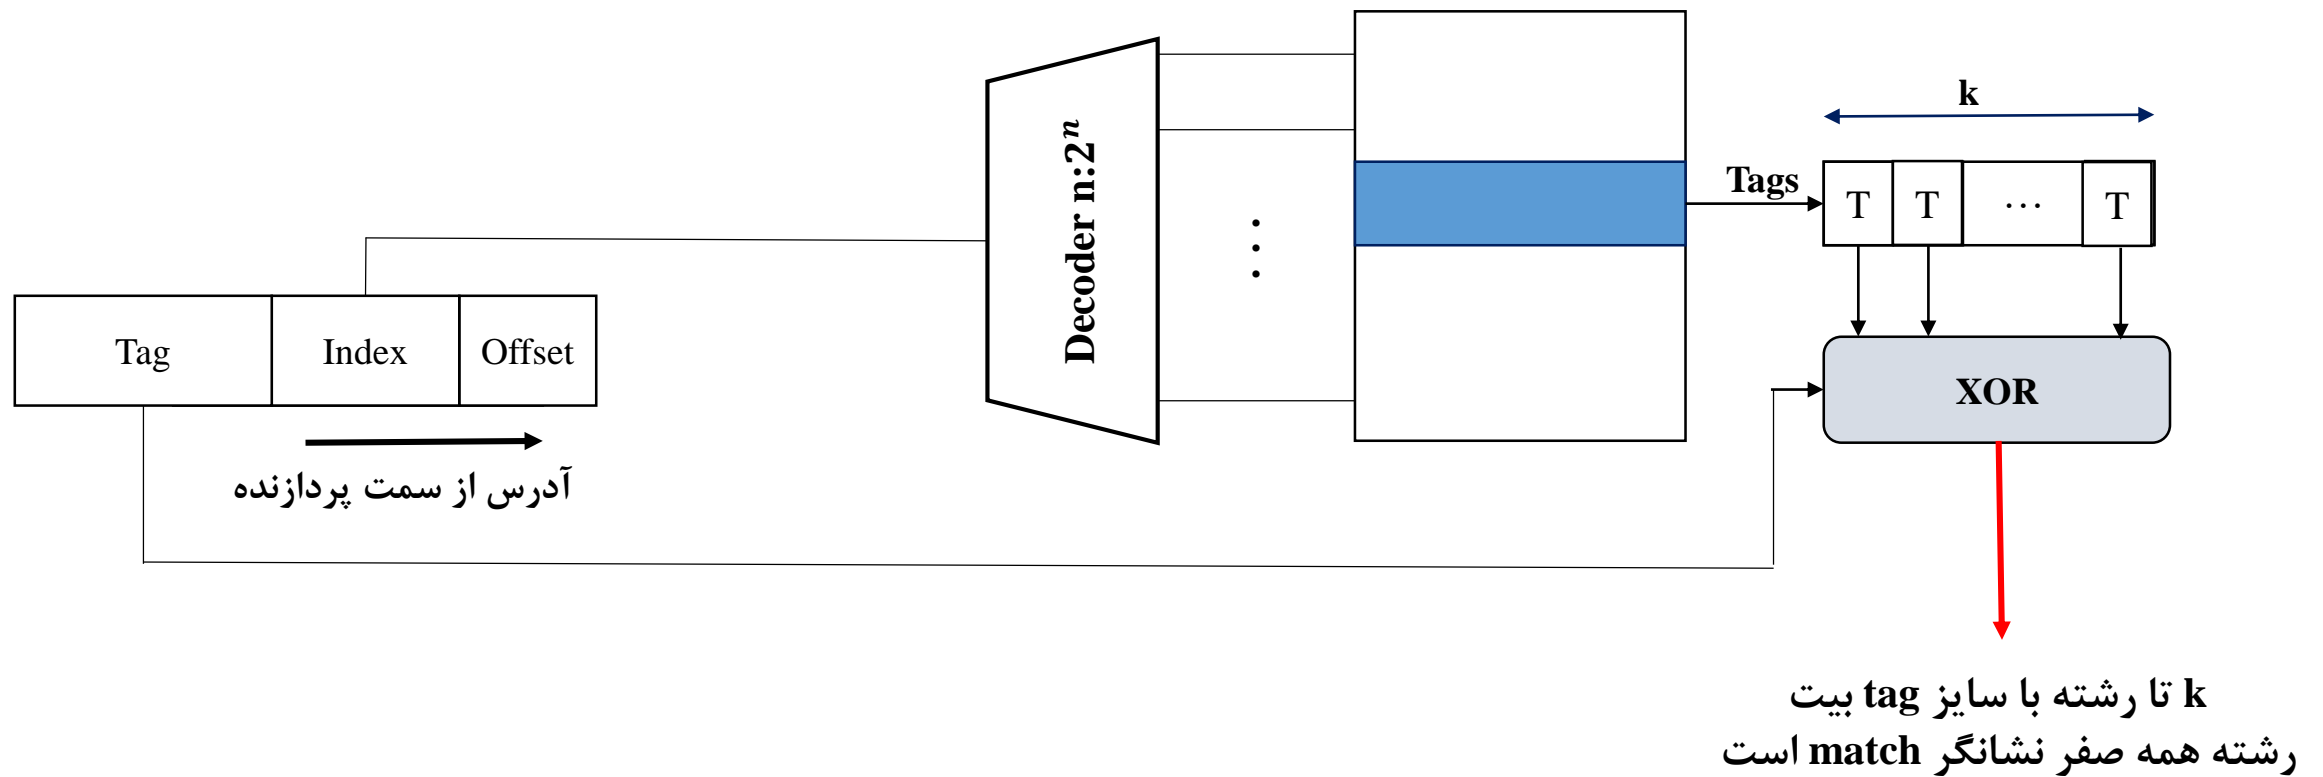 Tag
Index
Offset
آدرس از سمت پردازنده
Decoder n:2ⁿ
⋮
Tags
k
T
T
…
T
XOR
k تا رشته با سایز tag بیت
رشته همه صفر نشانگر match است